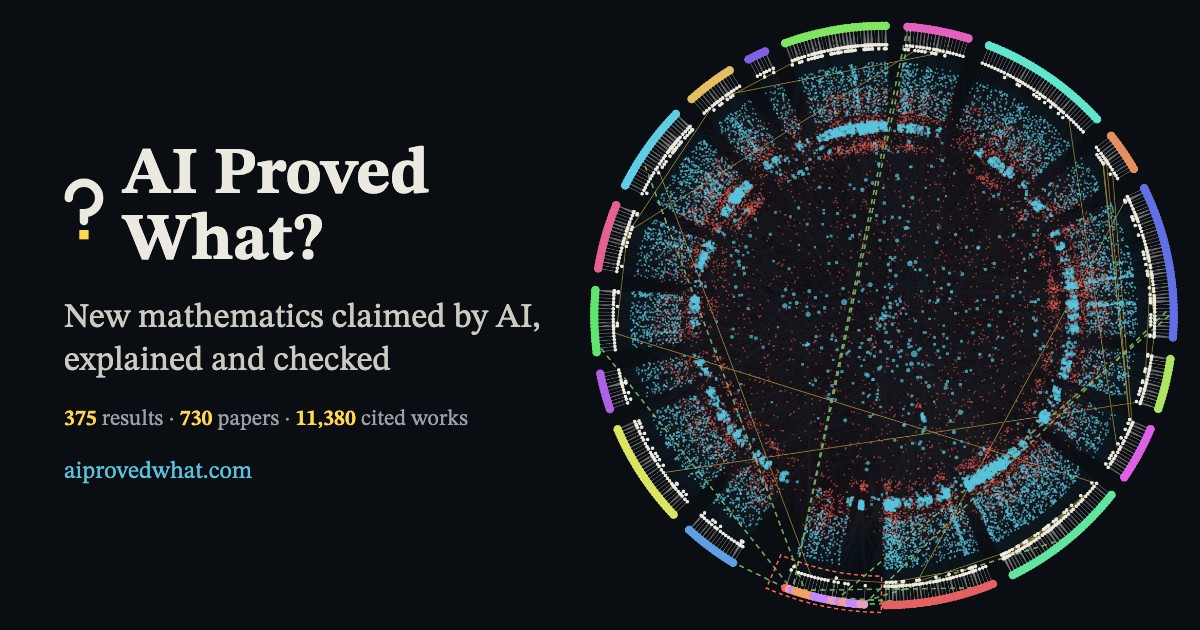 ? AI Proved
What?
New mathematics claimed by AI,
explained and checked
375 results · 730 papers · 11,380 cited works
aiprovedwhat.com